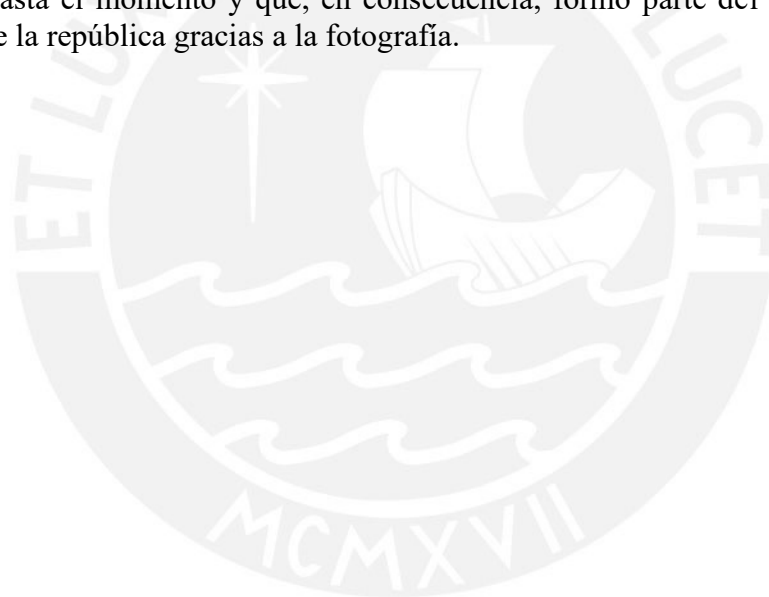 asta el momento y que, en consecuencia, formó parte del
e la república gracias a la fotografía.
ET LU
LUCET
MCMXVII